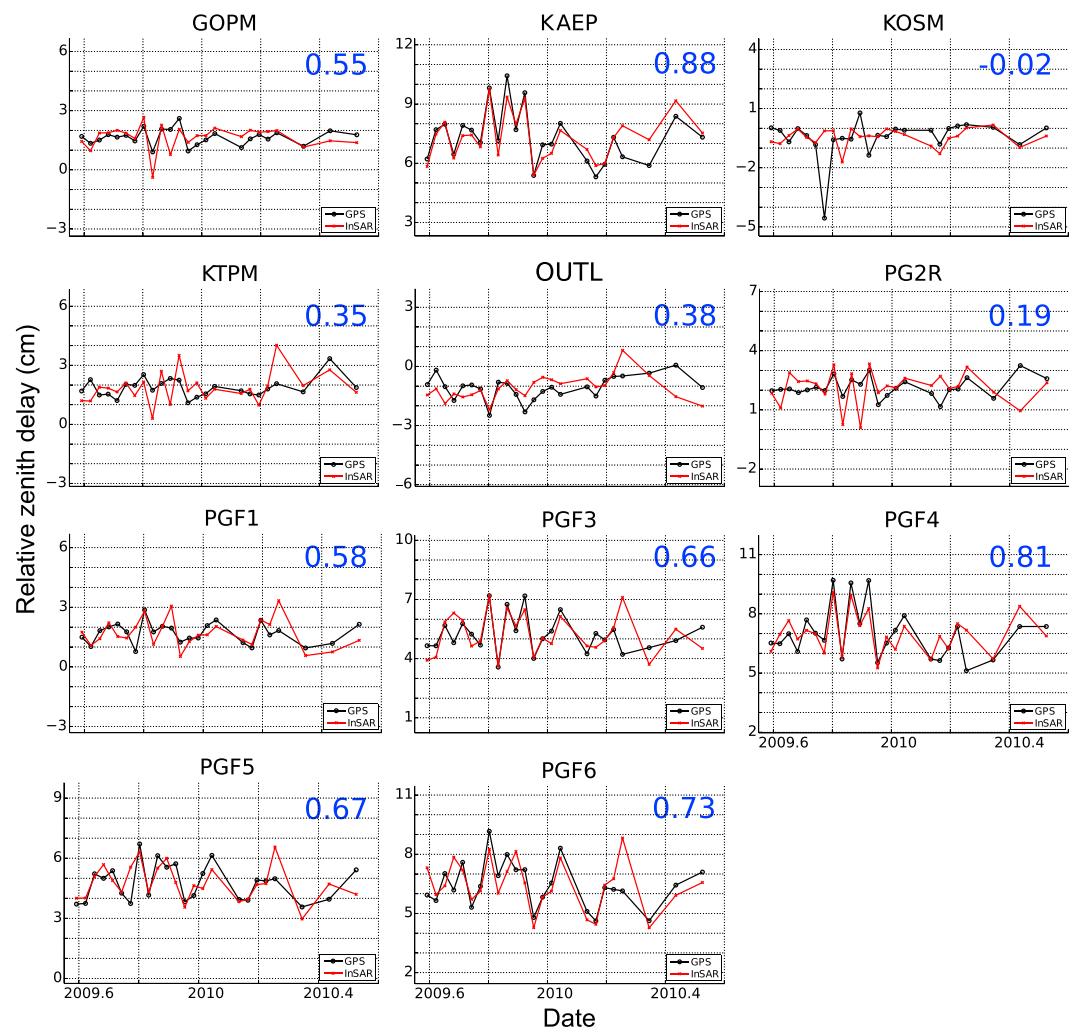 GOPM
KAEP
KOSM
6
3
0
−3
0.55
GPS
InSAR
12
9
6
3
0.88
GPS
InSAR
4
1
−2
−5
-0.02
GPS
InSAR
Relative zenith delay (cm)
KTPM
OUTL
PG2R
6
3
0
−3
0.35
GPS
InSAR
3
0
−3
−6
0.38
GPS
InSAR
7
4
1
−2
0.19
GPS
InSAR
PGF1
PGF3
PGF4
6
3
0
−3
0.58
GPS
InSAR
10
7
4
1
0.66
GPS
InSAR
11
8
5
2
0.81
GPS
InSAR
2009.6
2010
2010.4
PGF5
PGF6
9
6
3
0
0.67
GPS
InSAR
2009.6
2010
2010.4
11
8
5
2
0.73
GPS
InSAR
2009.6
2010
2010.4
Date